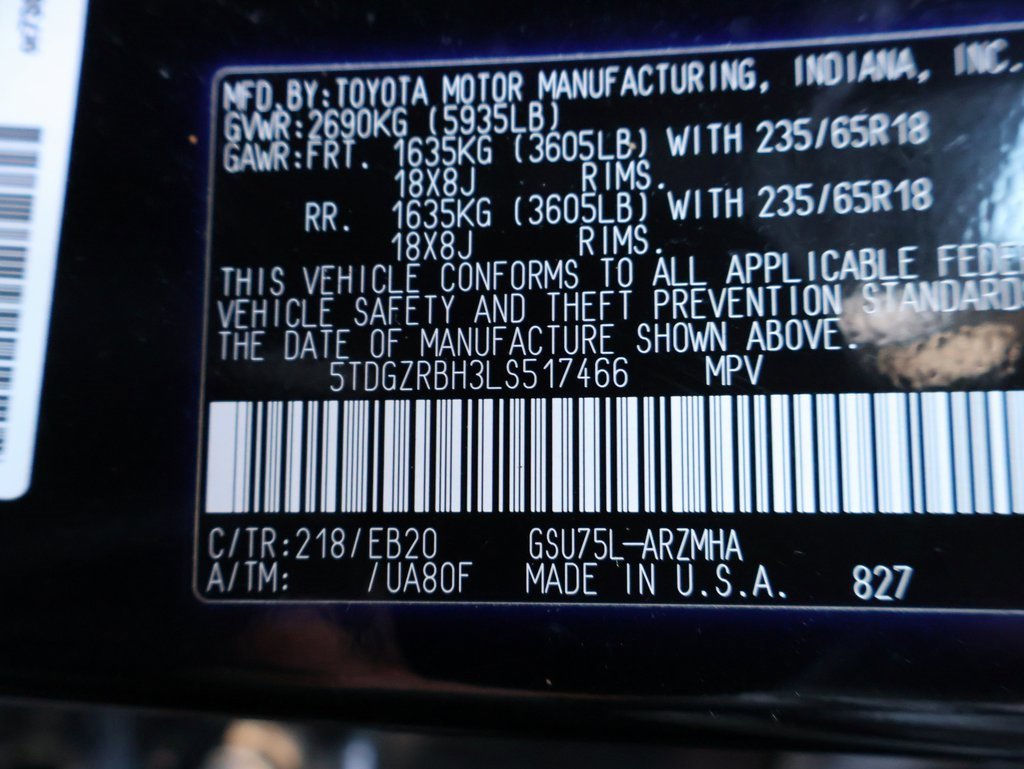 MFD.BY:TOYOTA MOTOR MANUFACTURING, INDIANA, INC.
GVWR:2690KG (5935LB)
GAWR:FRT. 1635KG (3605LB) WITH 235/65R18
18X8J RIMS.
RR. 1635KG (3605LB) WITH 235/65R18
18X8J RIMS.
THIS VEHICLE CONFORMS TO ALL APPLICABLE FEDE
VEHICLE SAFETY AND THEFT PREVENTION STANDARDS
THE DATE OF MANUFACTURE SHOWN ABOVE.
5TDGZRBH3LS517466 MPV
C/TR:218/EB20 GSU75L-ARZMHA
A/TM: /UA80F MADE IN U.S.A. 827